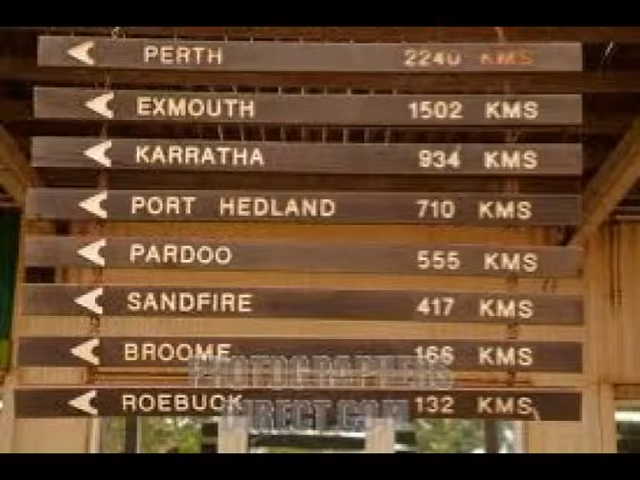 PERTH 2240 KMS
EXMOUTH 1502 KMS
KARRATHA 934 KMS
PORT HEDLAND 710 KMS
PARDOO 555 KMS
SANDFIRE 417 KMS
BROOME 166 KMS
ROEBUCK 132 KMS
PHOTOGRAPHERS
DIRECT.COM